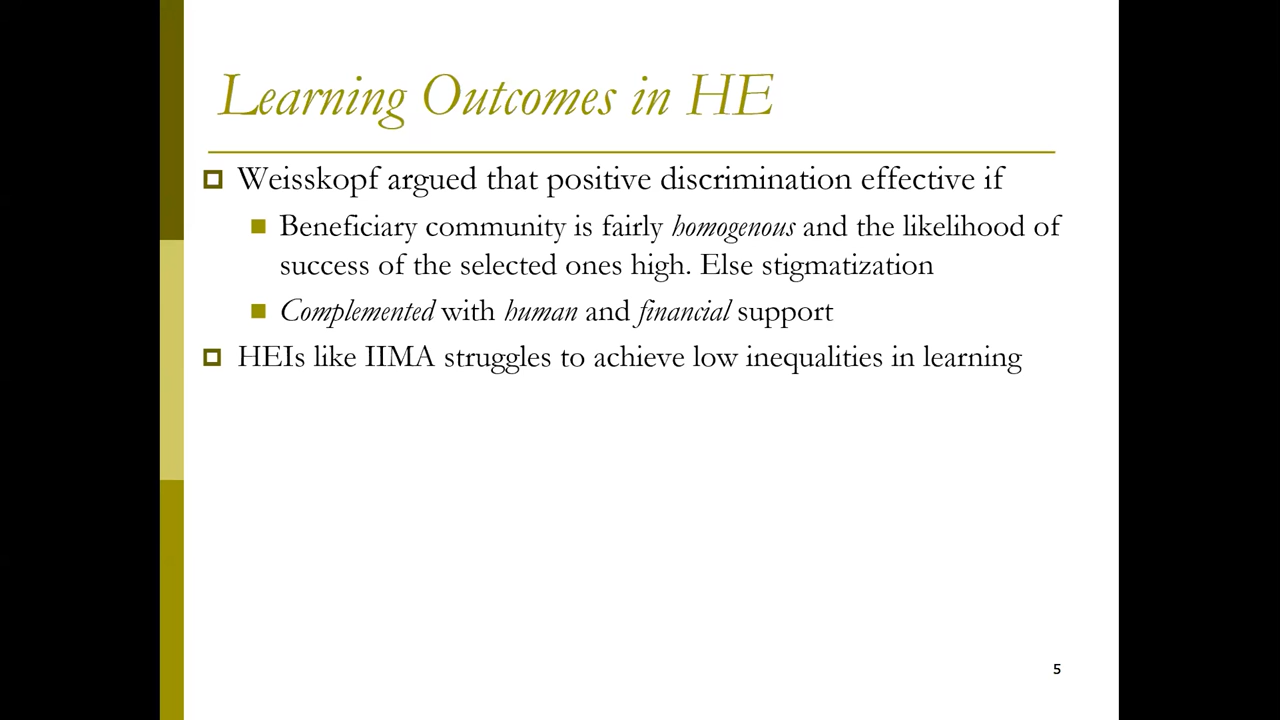 Learning Outcomes in HE
Weisskopf argued that positive discrimination effective if
Beneficiary community is fairly homogenous and the likelihood of
success of the selected ones high. Else stigmatization
Complemented with human and financial support
HEIs like IIMA struggles to achieve low inequalities in learning
5